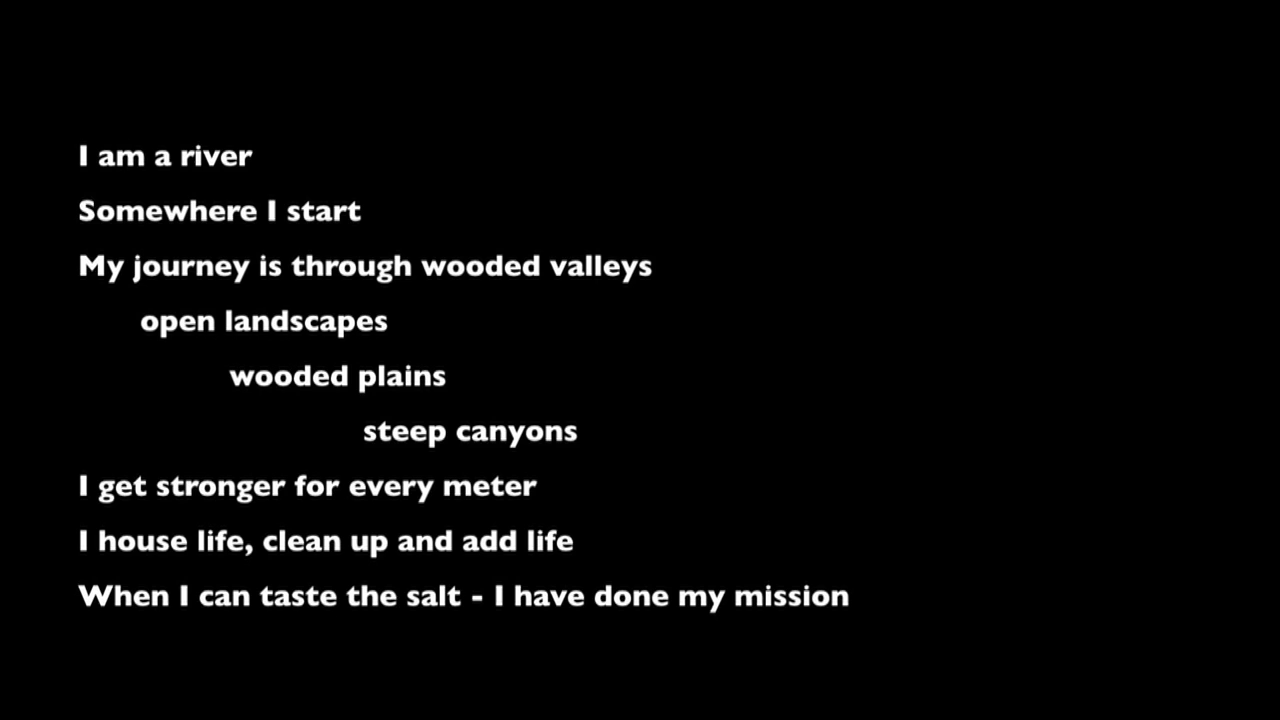 I am a river
Somewhere I start
My journey is through wooded valleys
open landscapes
wooded plains
steep canyons
I get stronger for every meter
I house life, clean up and add life
When I can taste the salt - I have done my mission